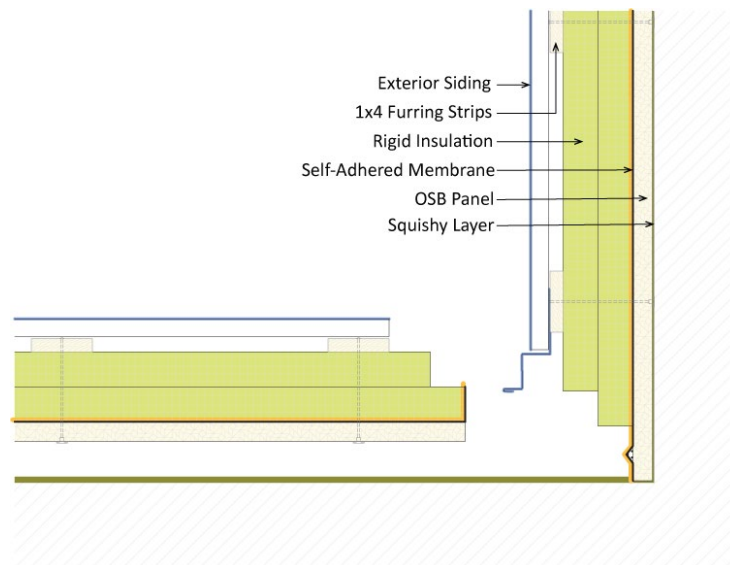 Exterior Siding
1x4 Furring Strips
Rigid Insulation
Self-Adhered Membrane
OSB Panel
Squishy Layer